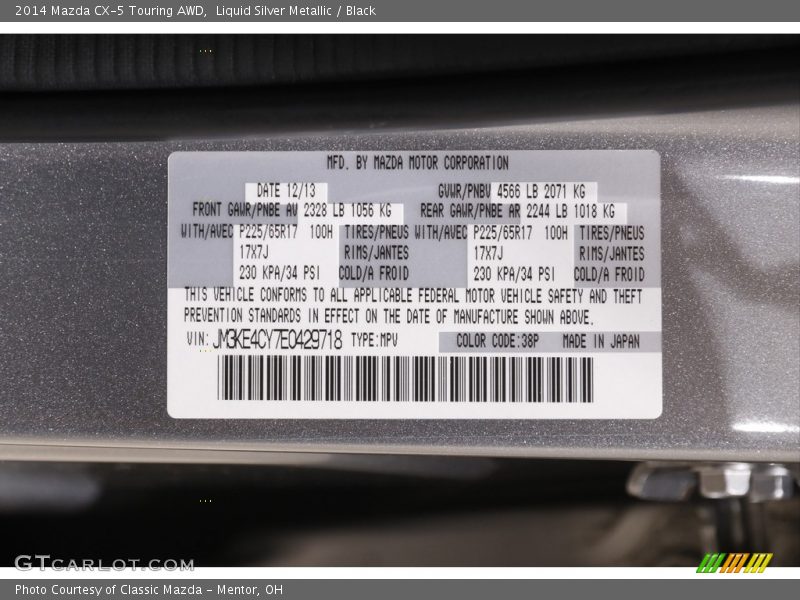 2014 Mazda CX-5 Touring AWD,  Liquid Silver Metallic / Black
MFD. BY MAZDA MOTOR CORPORATION
DATE 12/13 GVWR/PNBV 4566 LB 2071 KG
FRONT GAWR/PNBE AV 2328 LB 1056 KG REAR GAWR/PNBE AR 2244 LB 1018 KG
WITH/AVEC P225/65R17 100H TIRES/PNEUS WITH/AVEC P225/65R17 100H TIRES/PNEUS
17X7J RIMS/JANTES 17X7J RIMS/JANTES
230 KPA/34 PSI COLD/A FROID 230 KPA/34 PSI COLD/A FROID
THIS VEHICLE CONFORMS TO ALL APPLICABLE FEDERAL MOTOR VEHICLE SAFETY AND THEFT
PREVENTION STANDARDS IN EFFECT ON THE DATE OF MANUFACTURE SHOWN ABOVE.
VIN: JM3KE4CY7E0429718 TYPE:MPV COLOR CODE:38P MADE IN JAPAN
GTCARLOT.COM
Photo Courtesy of Classic Mazda - Mentor, OH